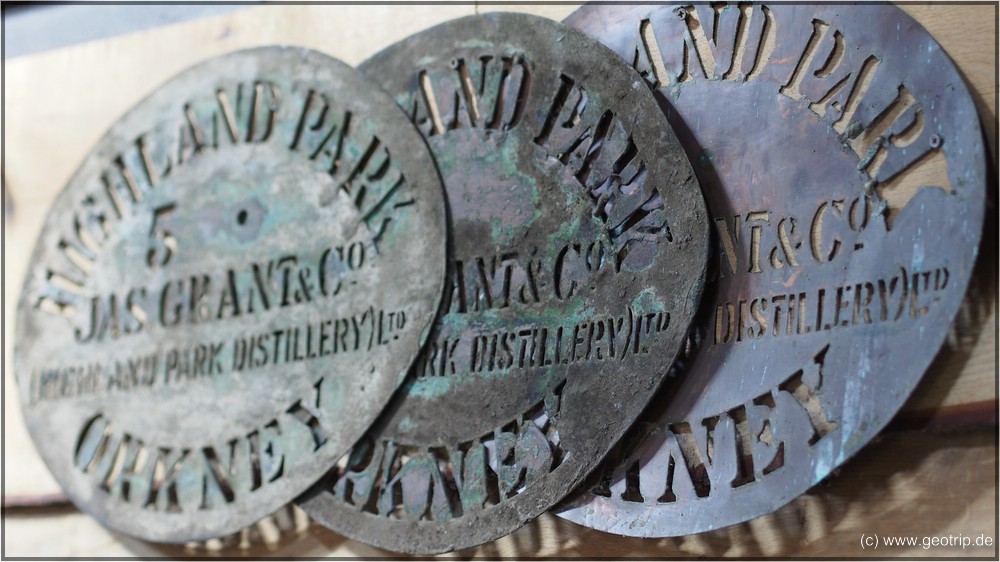 HIGHLAND PARK
5
JAS GRANT & Co
(HIGHLAND PARK DISTILLERY) LTD
ORKNEY
AND PARK
ANT & Co
RK DISTILLERY) LTD
RKNEY
AND PARK
NT & Co
DISTILLERY) LTD
KNEY
(c) www.geotrip.de